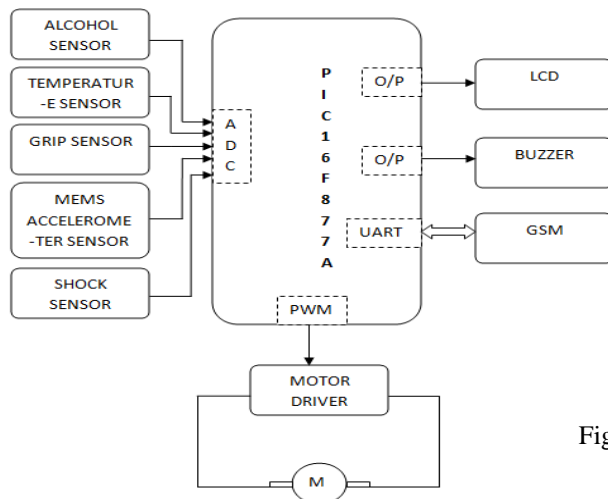 ALCOHOL
SENSOR
TEMPERATUR
-E SENSOR
GRIP SENSOR
MEMS
ACCELEROME
-TER SENSOR
SHOCK
SENSOR
A
D
C
P
I
C
1
6
F
8
7
7
A
O/P
O/P
UART
PWM
LCD
BUZZER
GSM
MOTOR
DRIVER
M
Fig